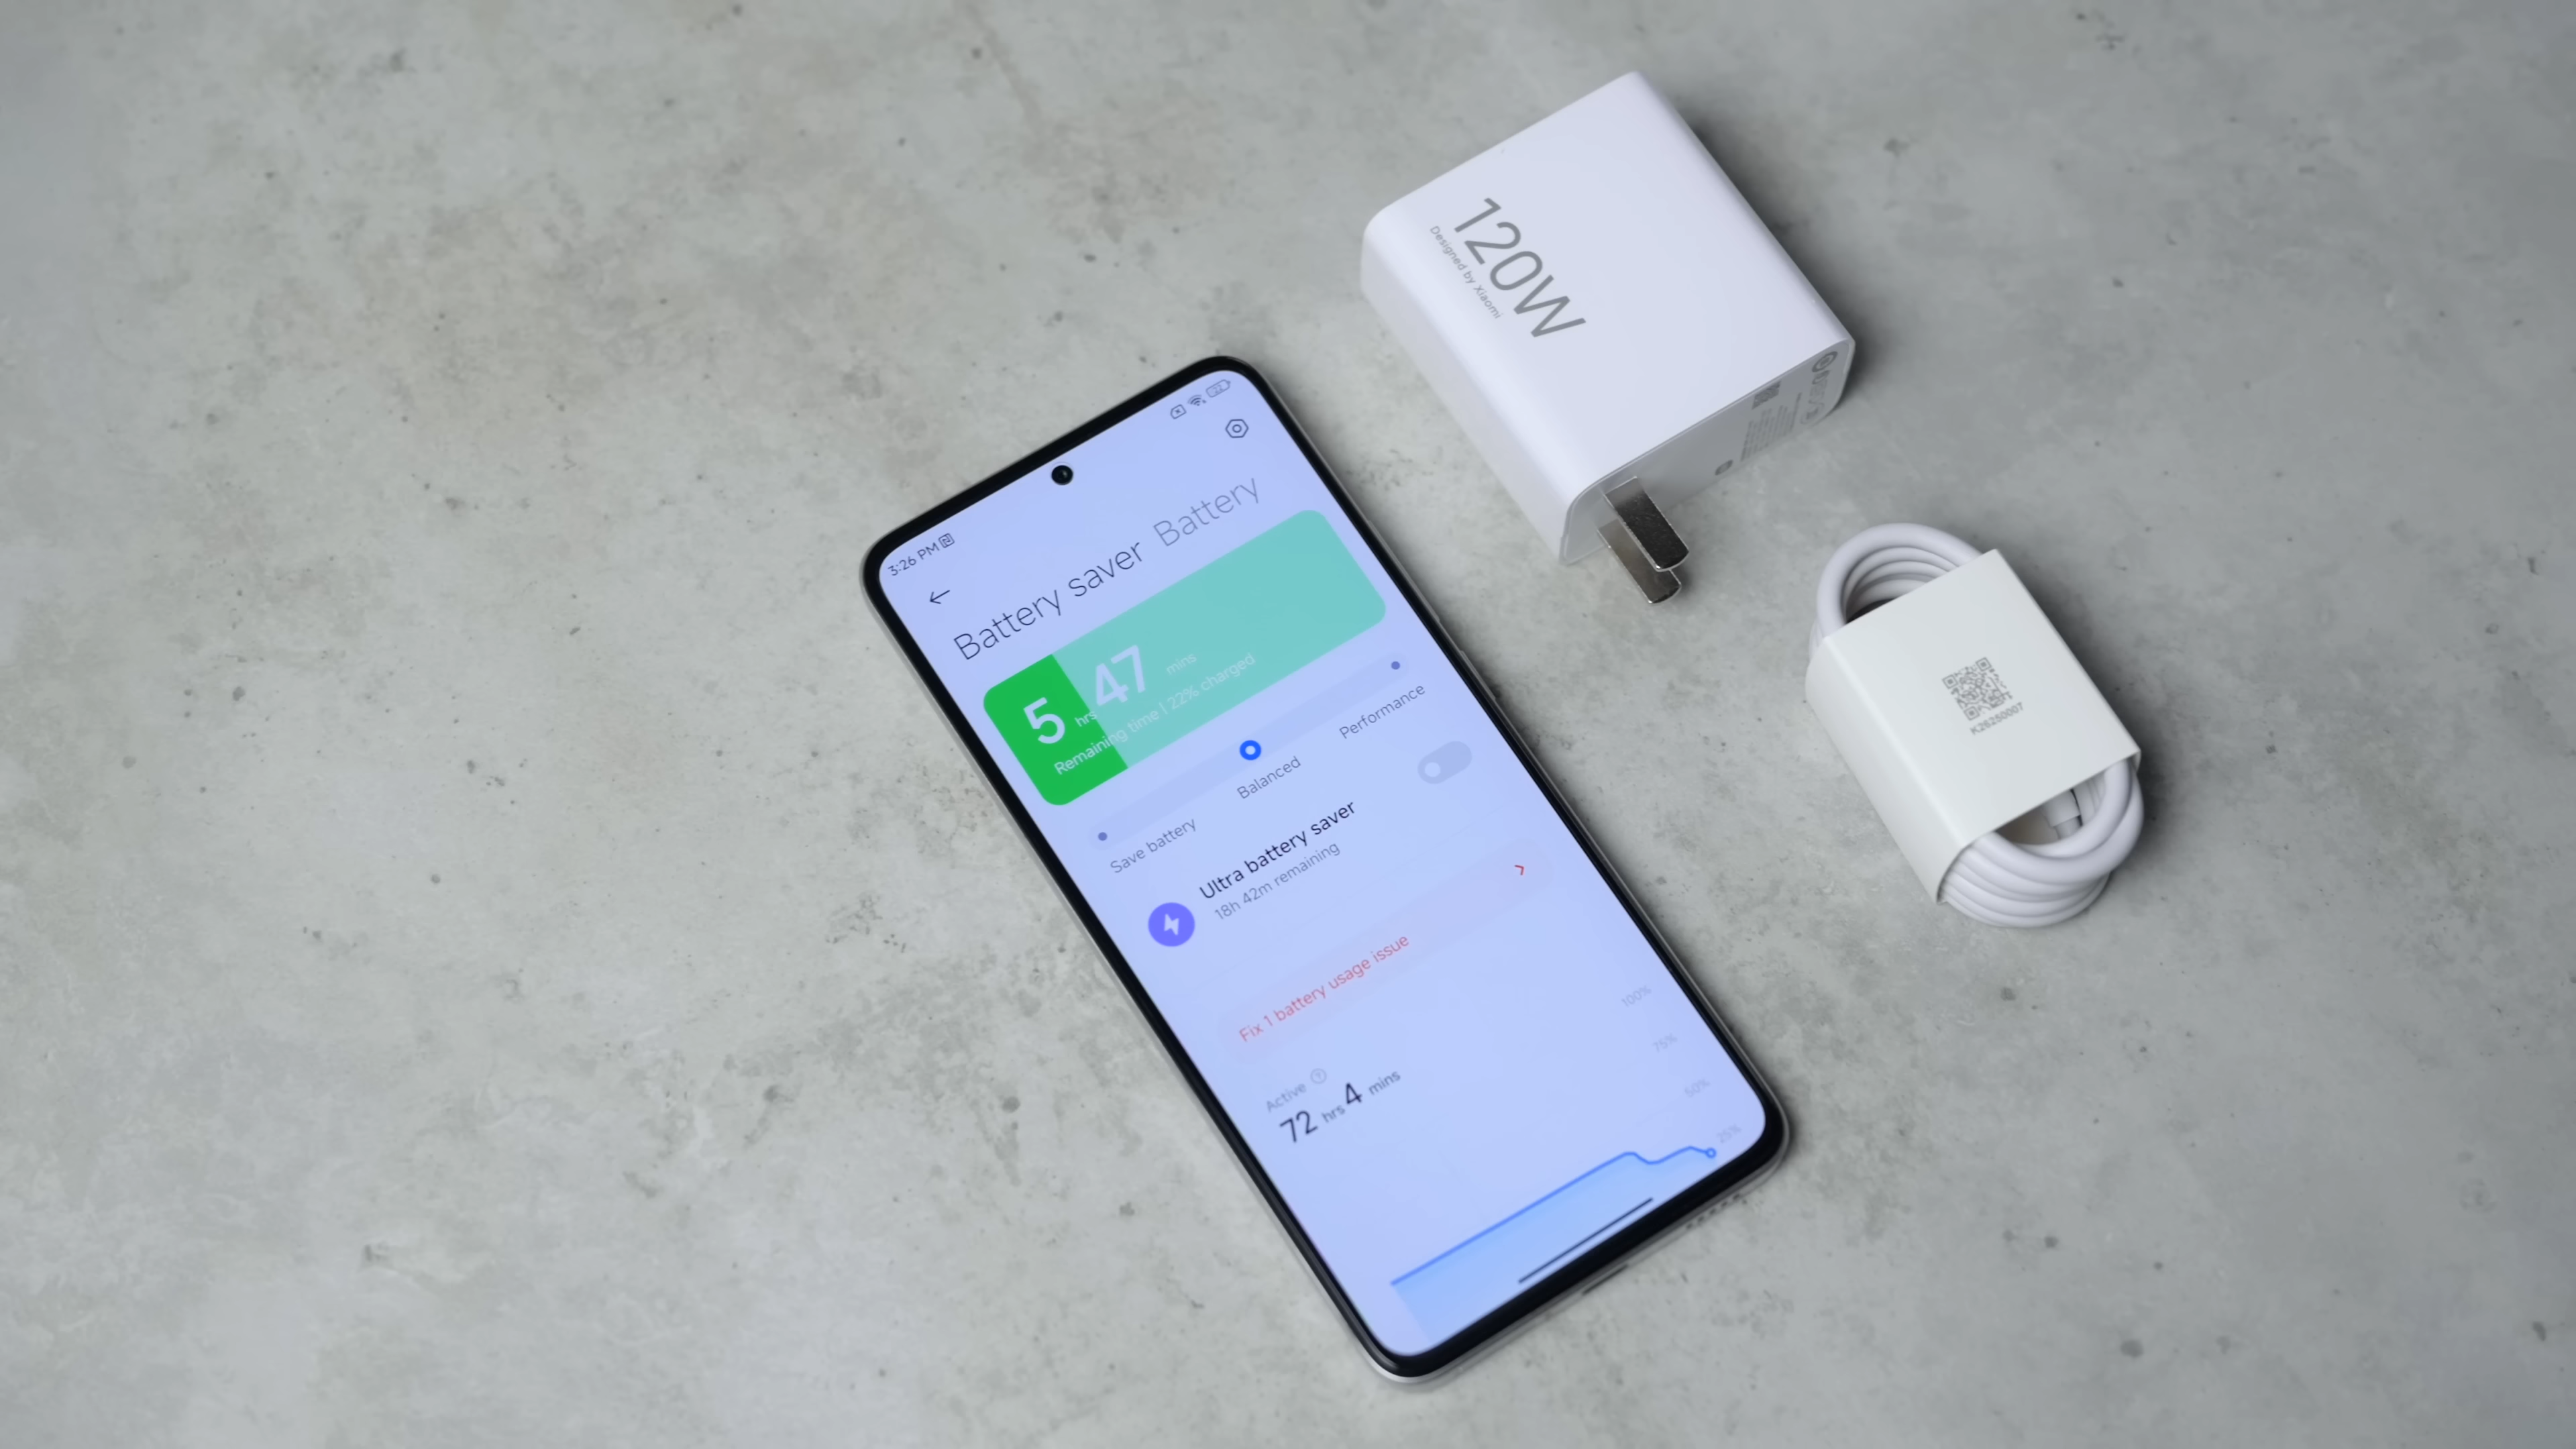 3:26 PM
Battery saver Battery
5 hrs 47 mins
Remaining time | 22% charged
Save battery
Balanced
Performance
Ultra battery saver
18h 42m remaining
Fix 1 battery usage issue
Active
72 hrs 4 mins
100%
75%
50%
25%
120W
Designed by Xiaomi
K26250007